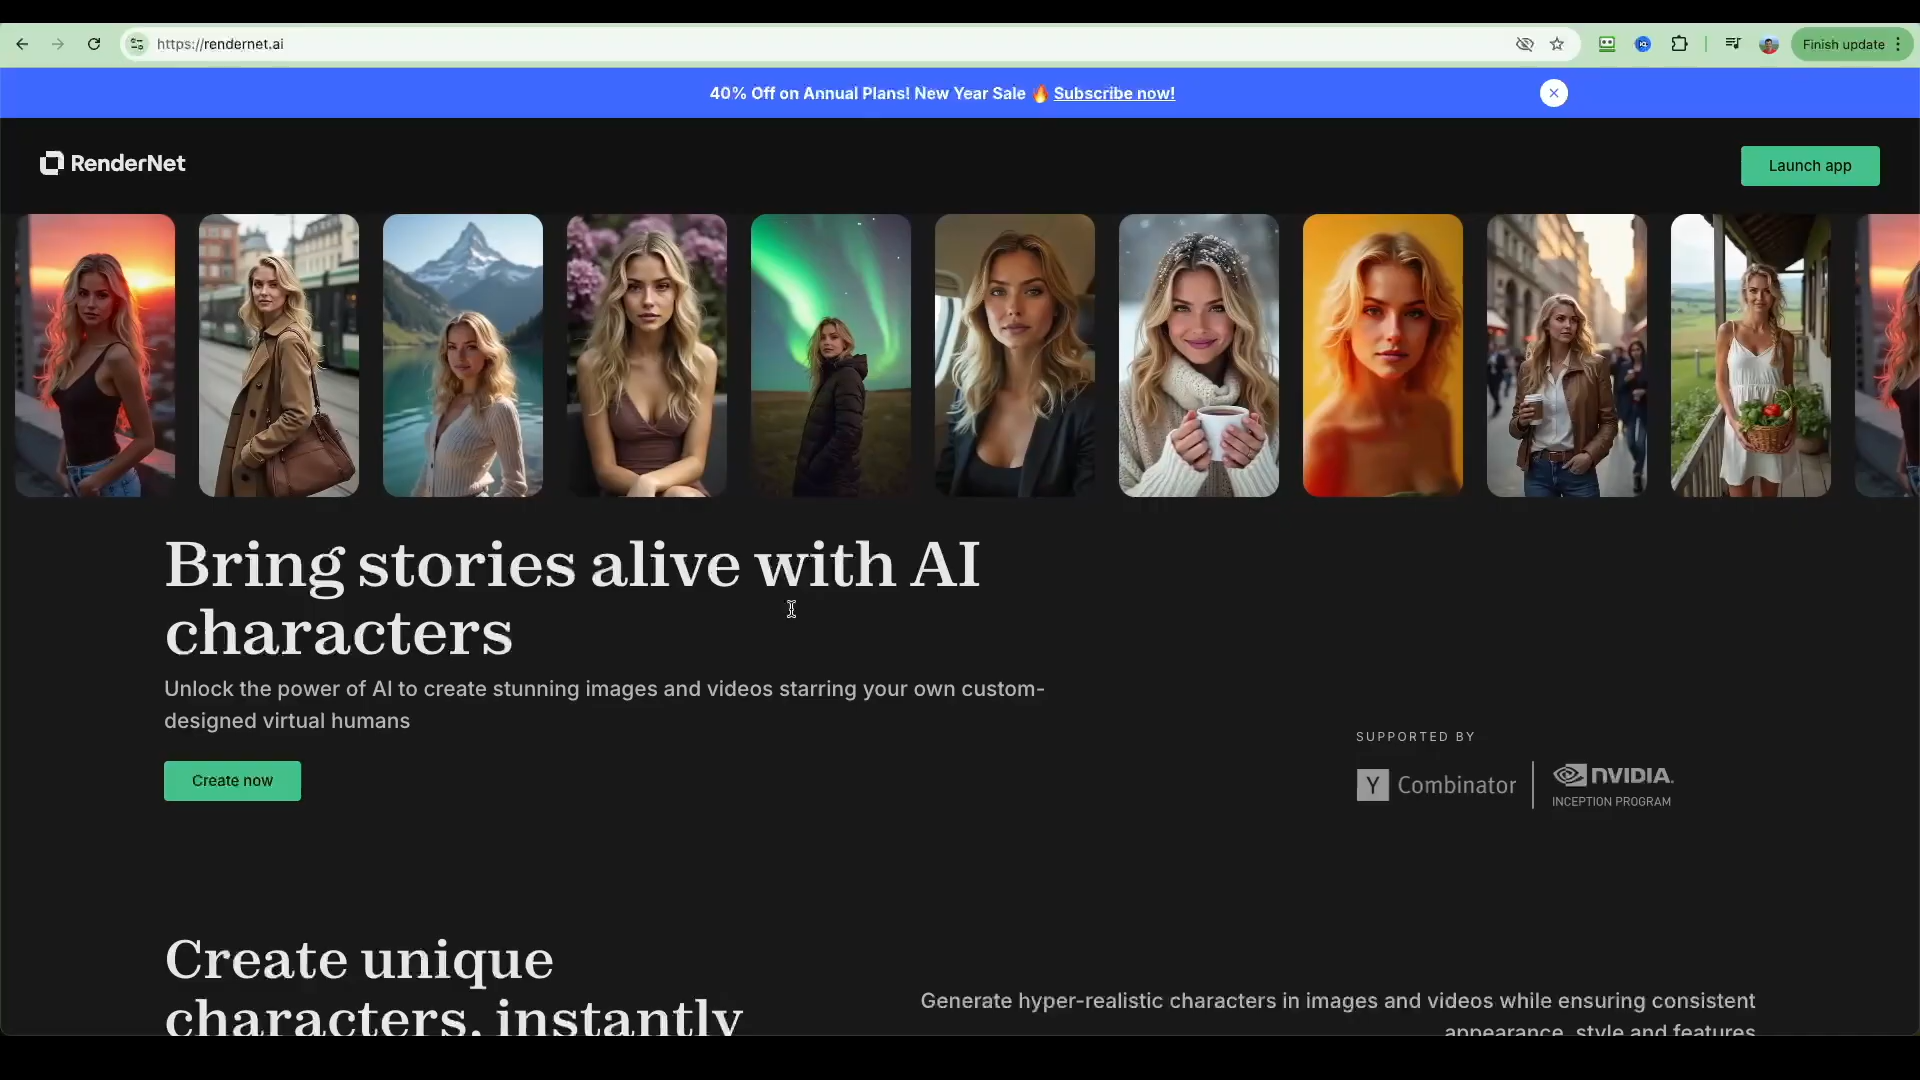 https://rendernet.ai
Finish update
40% Off on Annual Plans! New Year Sale 🔥 Subscribe now!
RenderNet
Launch app
Bring stories alive with AI
characters
Unlock the power of AI to create stunning images and videos starring your own custom-
designed virtual humans
Create now
SUPPORTED BY
Y Combinator
NVIDIA.
INCEPTION PROGRAM
Create unique
characters, instantly
Generate hyper-realistic characters in images and videos while ensuring consistent
appearance, style and features